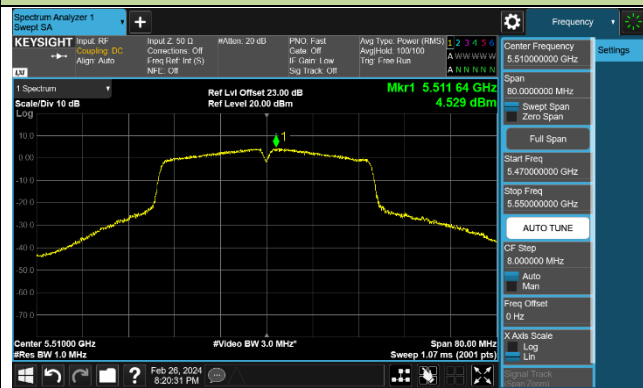 Spectrum Analyzer 1
Swept SA
Frequency
KEYSIGHT
Input: RF
Coupling: DC
Align: Auto
Input Z: 50 Ω
Corrections: Off
Freq Ref: Int (S)
NFE: Off
#Atten: 20 dB
PNO: Fast
Gate: Off
IF Gain: Low
Sig Track: Off
Avg Type: Power (RMS)
Avg|Hold: 100/100
Trig: Free Run
1 2 3 4 5 6
A W W W W W
A N N N N N
LXI
1 Spectrum
Scale/Div 10 dB
Log
Ref Lvl Offset 23.00 dB
Ref Level 20.00 dBm
Mkr1 5.511 64 GHz
4.529 dBm
1
10.0
0.00
-10.0
-20.0
-30.0
-40.0
-50.0
-60.0
-70.0
Center 5.51000 GHz
#Res BW 1.0 MHz
#Video BW 3.0 MHz*
Span 80.00 MHz
Sweep 1.07 ms (2001 pts)
Center Frequency
5.510000000 GHz
Settings
Span
80.0000000 MHz
Swept Span
Zero Span
Full Span
Start Freq
5.470000000 GHz
Stop Freq
5.550000000 GHz
AUTO TUNE
CF Step
8.000000 MHz
Auto
Man
Freq Offset
0 Hz
X Axis Scale
Log
Lin
Signal Track
(Span Zoom)
Feb 26, 2024
8:20:31 PM